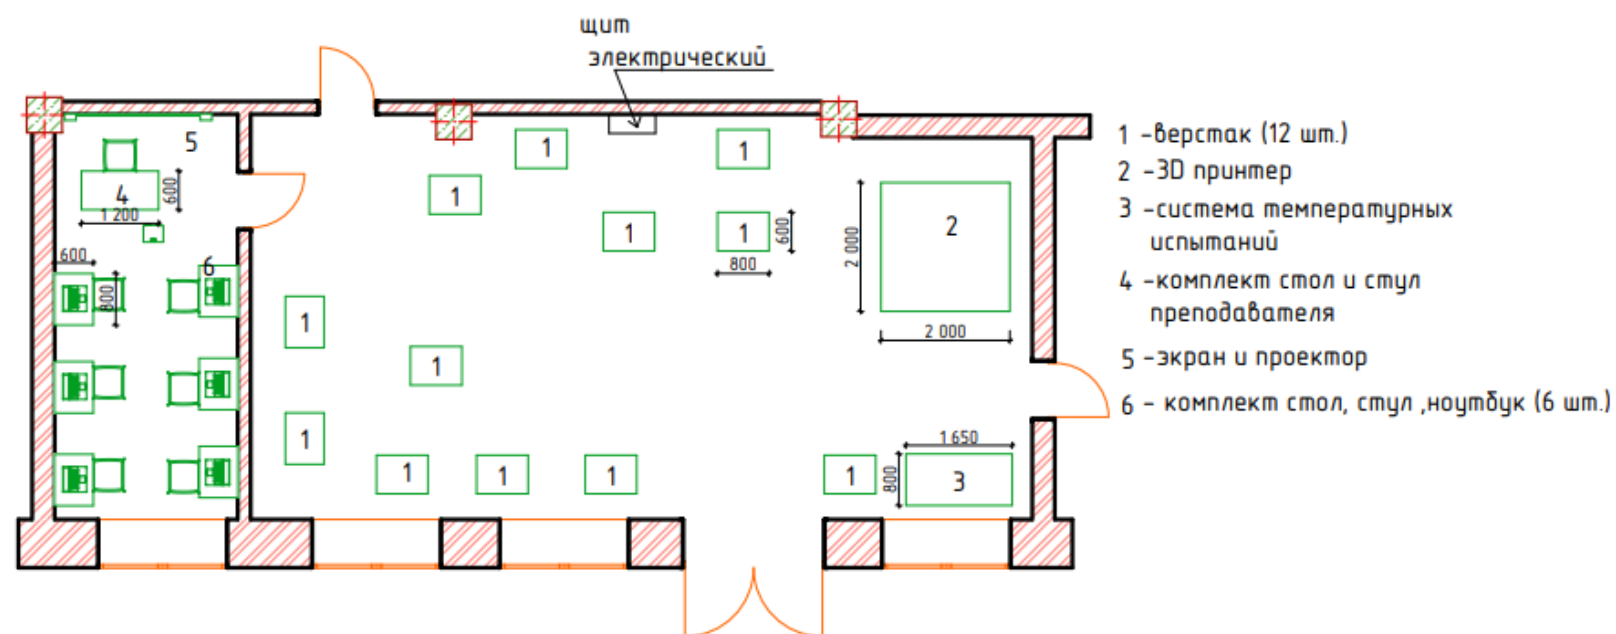 щит
электрический
5
4
600
1 200
600
6
800
1
1
1
1
1
600
800
2
2 000
2 000
1
1
1
1
1
1
1
1 650
800
3
1 -верстак (12 шт.)
2 -3D принтер
3 -система температурных
испытаний
4 -комплект стол и стул
преподавателя
5 -экран и проектор
6 - комплект стол, стул ,ноутбук (6 шт.)